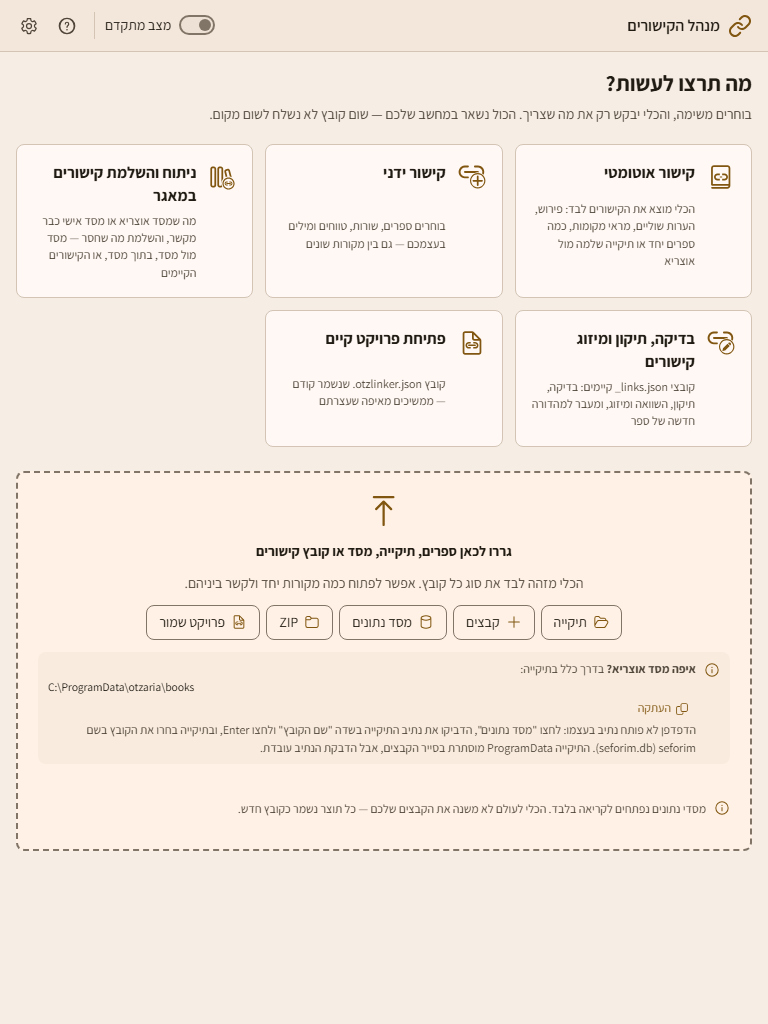 מנהל הקישורים
מצב מתקדם
מה תרצו לעשות?
בוחרים משימה, והכלי יבקש רק את מה שצריך. הכול נשאר במחשב שלכם — שום קובץ לא נשלח לשום מקום.
קישור אוטומטי
הכלי מוצא את הקישורים לבד: פירוש,
הערות שוליים, מראי מקומות, כמה
ספרים יחד או תיקייה שלמה מול
אוצריא
קישור ידני
בוחרים ספרים, שורות, טווחים ומילים
בעצמכם — גם בין מקורות שונים
ניתוח והשלמת קישורים
במאגר
מה שמסד אוצריא או מסד אישי כבר
מקשר, והשלמת מה שחסר — מסד
מול מסד, בתוך מסד, או הקישורים
הקיימים
בדיקה, תיקון ומיזוג
קישורים
קובצי links.json_ קיימים: בדיקה,
תיקון, השוואה ומיזוג, ומעבר למהדורה
חדשה של ספר
פתיחת פרויקט קיים
קובץ otzlinker.json. שנשמר קודם
— ממשיכים מאיפה שעצרתם
גררו לכאן ספרים, תיקייה, מסד או קובץ קישורים
הכלי מזהה לבד את סוג כל קובץ. אפשר לפתוח כמה מקורות יחד ולקשר ביניהם.
תיקייה
קבצים
מסד נתונים
ZIP
פרויקט שמור
איפה מסד אוצריא? בדרך כלל בתיקייה:
C:\ProgramData\otzaria\books
העתקה
הדפדפן לא פותח נתיב בעצמו: לחצו "מסד נתונים", הדביקו את נתיב התיקייה בשדה "שם הקובץ" ולחצו Enter, ובתיקייה בחרו את הקובץ בשם
seforim (seforim.db). התיקייה ProgramData מוסתרת בסייר הקבצים, אבל הדבקת הנתיב עובדת.
מסדי נתונים נפתחים לקריאה בלבד. הכלי לעולם לא משנה את הקבצים שלכם — כל תוצר נשמר כקובץ חדש.